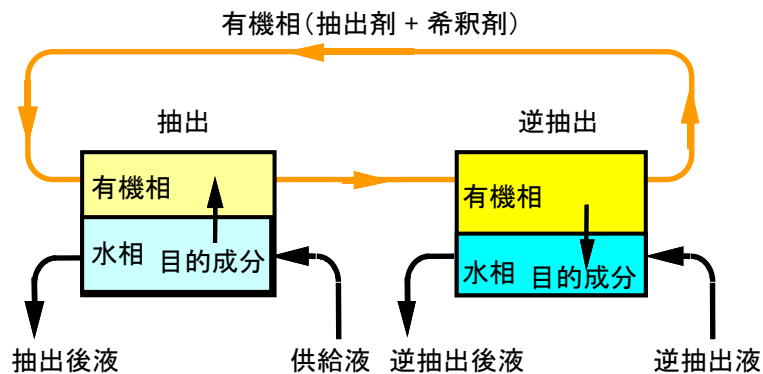 有機相(抽出剤 + 希釈剤)
抽出
逆抽出
有機相
水相
目的成分
有機相
水相
目的成分
抽出後液
供給液
逆抽出後液
逆抽出液